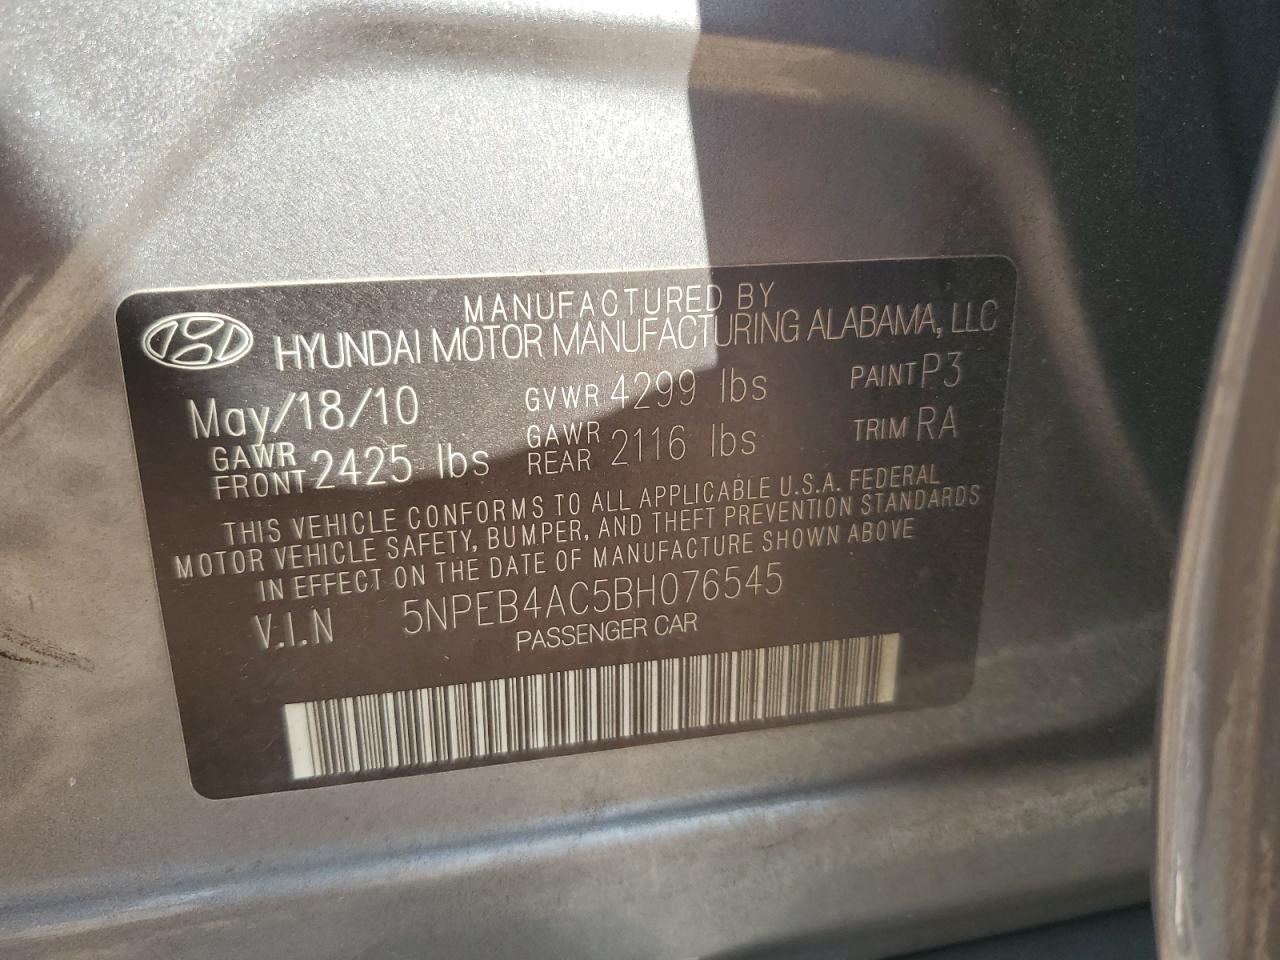 MANUFACTURED BY
HYUNDAI MOTOR MANUFACTURING ALABAMA, LLC
May/18/10 GVWR 4299 lbs PAINT P3
GAWR FRONT 2425 lbs GAWR REAR 2116 lbs TRIM RA
THIS VEHICLE CONFORMS TO ALL APPLICABLE U.S.A. FEDERAL
MOTOR VEHICLE SAFETY, BUMPER, AND THEFT PREVENTION STANDARDS
IN EFFECT ON THE DATE OF MANUFACTURE SHOWN ABOVE
V.I.N 5NPEB4AC5BH076545
PASSENGER CAR